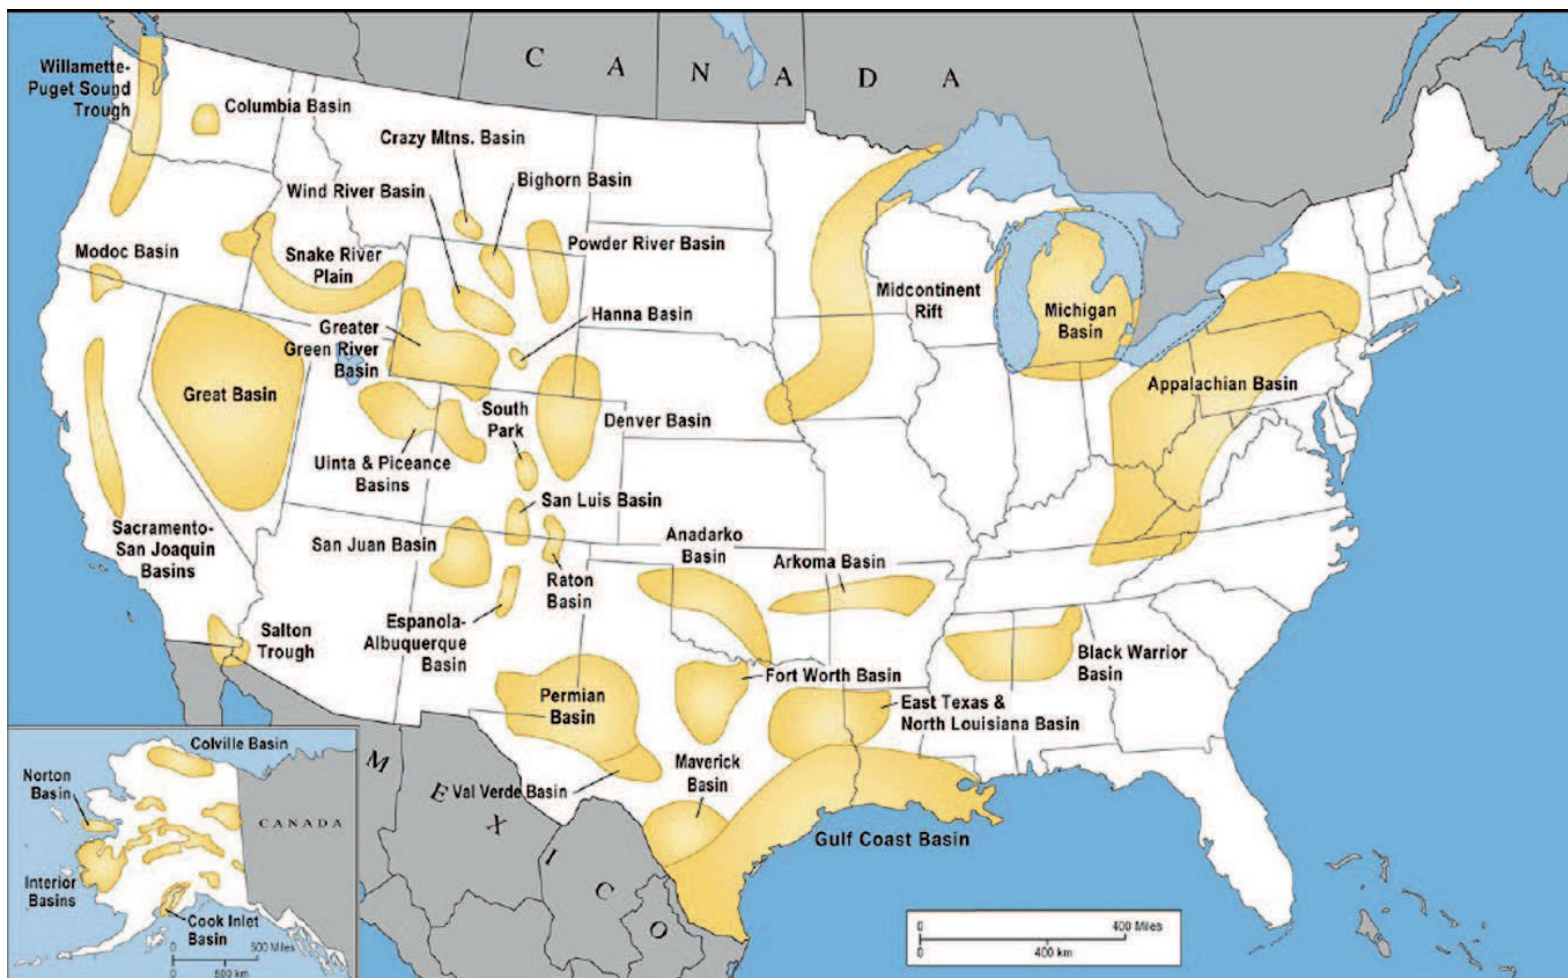 C A N A D A
Willamette-
Puget Sound
Trough
Columbia Basin
Crazy Mtns. Basin
Bighorn Basin
Wind River Basin
Powder River Basin
Modoc Basin
Snake River
Plain
Midcontinent
Rift
Michigan
Basin
Hanna Basin
Greater
Green River
Basin
Great Basin
Appalachian Basin
South
Park
Denver Basin
Uinta & Piceance
Basins
San Luis Basin
Sacramento-
San Joaquin
Basins
San Juan Basin
Anadarko
Basin
Arkoma Basin
Raton
Basin
Espanola-
Albuquerque
Basin
Salton
Trough
Black Warrior
Basin
Fort Worth Basin
Permian
Basin
East Texas &
North Louisiana Basin
Maverick
Basin
Val Verde Basin
Gulf Coast Basin
M E X I C O
Colville Basin
Norton
Basin
CANADA
Interior
Basins
Cook Inlet
Basin
0 500 Miles
0 500 km
0 400 Miles
0 400 km